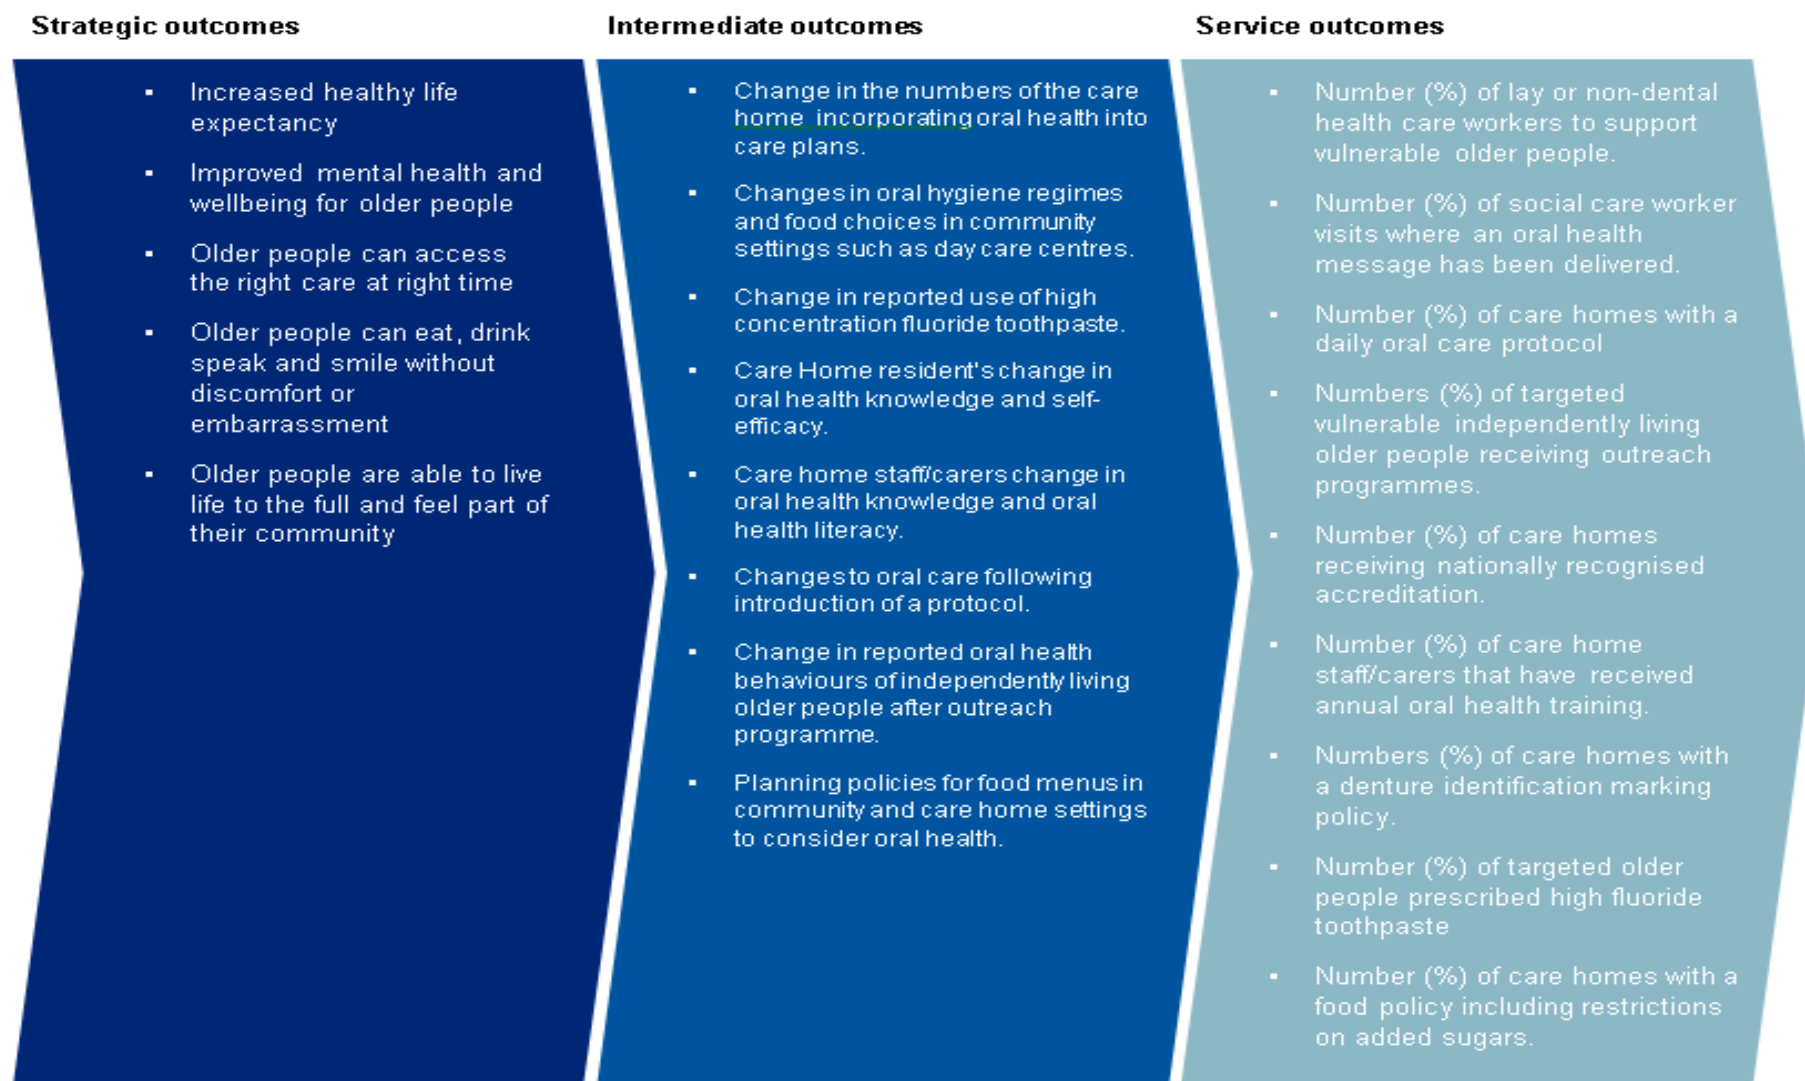 Strategic outcomes
▪ Increased healthy life
expectancy
▪ Improved mental health and
wellbeing for older people
▪ Older people can access
the right care at right time
▪ Older people can eat, drink
speak and smile without
discomfort or
embarrassment
▪ Older people are able to live
life to the full and feel part of
their community
Intermediate outcomes
▪ Change in the numbers of the care
home incorporating oral health into
care plans.
▪ Changes in oral hygiene regimes
and food choices in community
settings such as day care centres.
▪ Change in reported use of high
concentration fluoride toothpaste.
▪ Care Home resident's change in
oral health knowledge and self-
efficacy.
▪ Care home staff/carers change in
oral health knowledge and oral
health literacy.
▪ Changes to oral care following
introduction of a protocol.
▪ Change in reported oral health
behaviours of independently living
older people after outreach
programme.
▪ Planning policies for food menus in
community and care home settings
to consider oral health.
Service outcomes
▪ Number (%) of lay or non-dental
health care workers to support
vulnerable older people.
▪ Number (%) of social care worker
visits where an oral health
message has been delivered.
▪ Number (%) of care homes with a
daily oral care protocol
▪ Numbers (%) of targeted
vulnerable independently living
older people receiving outreach
programmes.
▪ Number (%) of care homes
receiving nationally recognised
accreditation.
▪ Number (%) of care home
staff/carers that have received
annual oral health training.
▪ Numbers (%) of care homes with
a denture identification marking
policy.
▪ Number (%) of targeted older
people prescribed high fluoride
toothpaste
▪ Number (%) of care homes with a
food policy including restrictions
on added sugars.